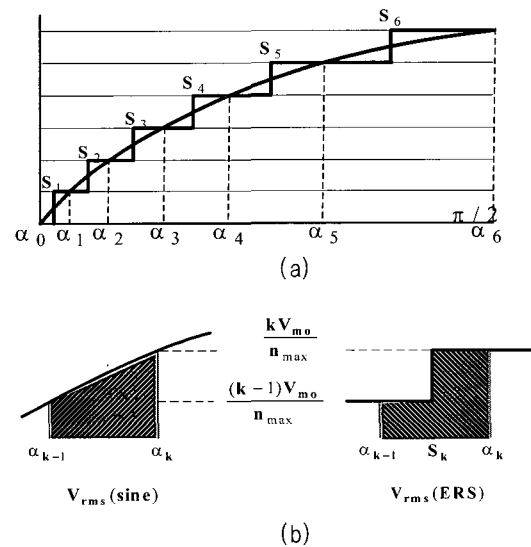 S₆
S₅
S₄
S₃
S₂
S₁
π / 2
α₀ α₁ α₂ α₃ α₄ α₅ α₆
(a)
kVₘₒ
nₘₐₓ
(k − 1)Vₘₒ
nₘₐₓ
αₖ₋₁ αₖ αₖ₋₁ Sₖ αₖ
Vᵣₘₛ(sine) Vᵣₘₛ(ERS)
(b)